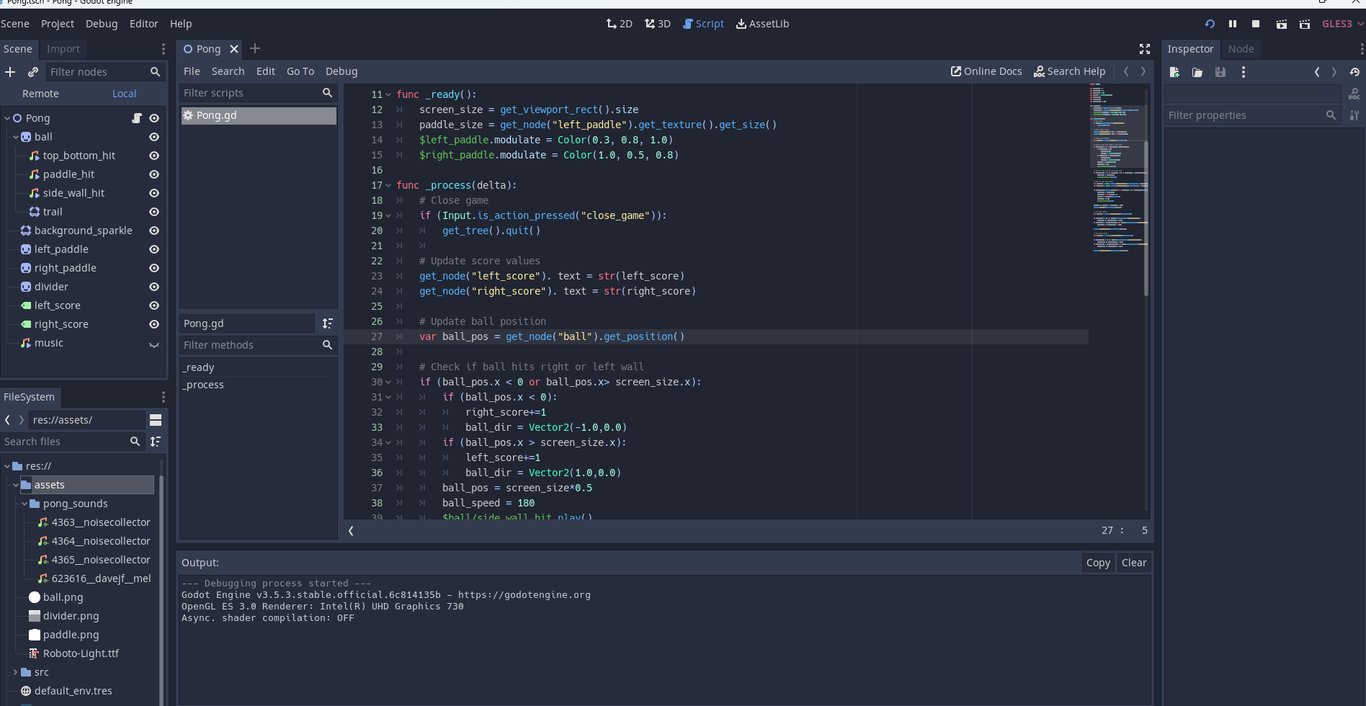 Pong.tscn - Pong - Godot Engine
Scene Project Debug Editor Help
2D 3D Script AssetLib
GLES3
Scene Import
Filter nodes
Remote Local
Pong
ball
top_bottom_hit
paddle_hit
side_wall_hit
trail
background_sparkle
left_paddle
right_paddle
divider
left_score
right_score
music
FileSystem
res://assets/
Search files
res://
assets
pong_sounds
4363__noisecollector
4364__noisecollector
4365__noisecollector
623616__davejf__mel
ball.png
divider.png
paddle.png
Roboto-Light.ttf
src
default_env.tres
Pong
File Search Edit Go To Debug
Online Docs Search Help
Filter scripts
Pong.gd
Pong.gd
Filter methods
_ready
_process
11 func _ready():
12 screen_size = get_viewport_rect().size
13 paddle_size = get_node("left_paddle").get_texture().get_size()
14 $left_paddle.modulate = Color(0.3, 0.8, 1.0)
15 $right_paddle.modulate = Color(1.0, 0.5, 0.8)
16
17 func _process(delta):
18 # Close game
19 if (Input.is_action_pressed("close_game")):
20 get_tree().quit()
21
22 # Update score values
23 get_node("left_score"). text = str(left_score)
24 get_node("right_score"). text = str(right_score)
25
26 # Update ball position
27 var ball_pos = get_node("ball").get_position()
28
29 # Check if ball hits right or left wall
30 if (ball_pos.x < 0 or ball_pos.x> screen_size.x):
31 if (ball_pos.x < 0):
32 right_score+=1
33 ball_dir = Vector2(-1.0,0.0)
34 if (ball_pos.x > screen_size.x):
35 left_score+=1
36 ball_dir = Vector2(1.0,0.0)
37 ball_pos = screen_size*0.5
38 ball_speed = 180
39 $ball/side_wall_hit.play()
27 : 5
Output:
Copy Clear
--- Debugging process started ---
Godot Engine v3.5.3.stable.official.6c814135b - https://godotengine.org
OpenGL ES 3.0 Renderer: Intel(R) UHD Graphics 730
Async. shader compilation: OFF
Inspector Node
Filter properties